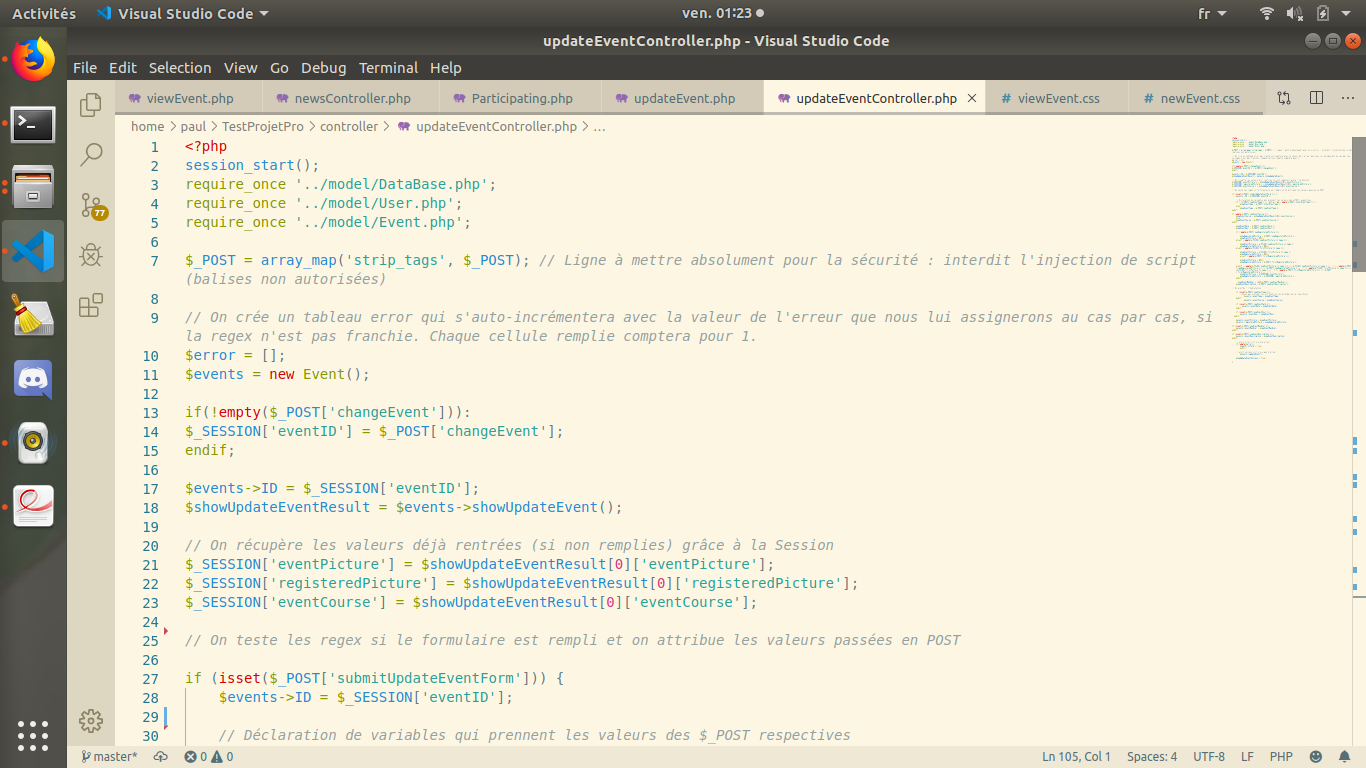 Activités Visual Studio Code ven. 01:23 fr
updateEventController.php - Visual Studio Code
File Edit Selection View Go Debug Terminal Help
viewEvent.php newsController.php Participating.php updateEvent.php updateEventController.php # viewEvent.css # newEvent.css
home > paul > TestProjetPro > controller > updateEventController.php > ...
1 <?php
2 session_start();
3 require_once '../model/DataBase.php';
4 require_once '../model/User.php';
5 require_once '../model/Event.php';
6
7 $_POST = array_map('strip_tags', $_POST); // Ligne à mettre absolument pour la sécurité : interdit l'injection de script
(balises non autorisées)
8
9 // On crée un tableau error qui s'auto-incrémentera avec la valeur de l'erreur que nous lui assignerons au cas par cas, si
la regex n'est pas franchie. Chaque cellule remplie comptera pour 1.
10 $error = [];
11 $events = new Event();
12
13 if(!empty($_POST['changeEvent'])):
14 $_SESSION['eventID'] = $_POST['changeEvent'];
15 endif;
16
17 $events->ID = $_SESSION['eventID'];
18 $showUpdateEventResult = $events->showUpdateEvent();
19
20 // On récupère les valeurs déjà rentrées (si non remplies) grâce à la Session
21 $_SESSION['eventPicture'] = $showUpdateEventResult[0]['eventPicture'];
22 $_SESSION['registeredPicture'] = $showUpdateEventResult[0]['registeredPicture'];
23 $_SESSION['eventCourse'] = $showUpdateEventResult[0]['eventCourse'];
24
25 // On teste les regex si le formulaire est rempli et on attribue les valeurs passées en POST
26
27 if (isset($_POST['submitUpdateEventForm'])) {
28 $events->ID = $_SESSION['eventID'];
29
30 // Déclaration de variables qui prennent les valeurs des $_POST respectives
77
master* 0 0 Ln 105, Col 1 Spaces: 4 UTF-8 LF PHP